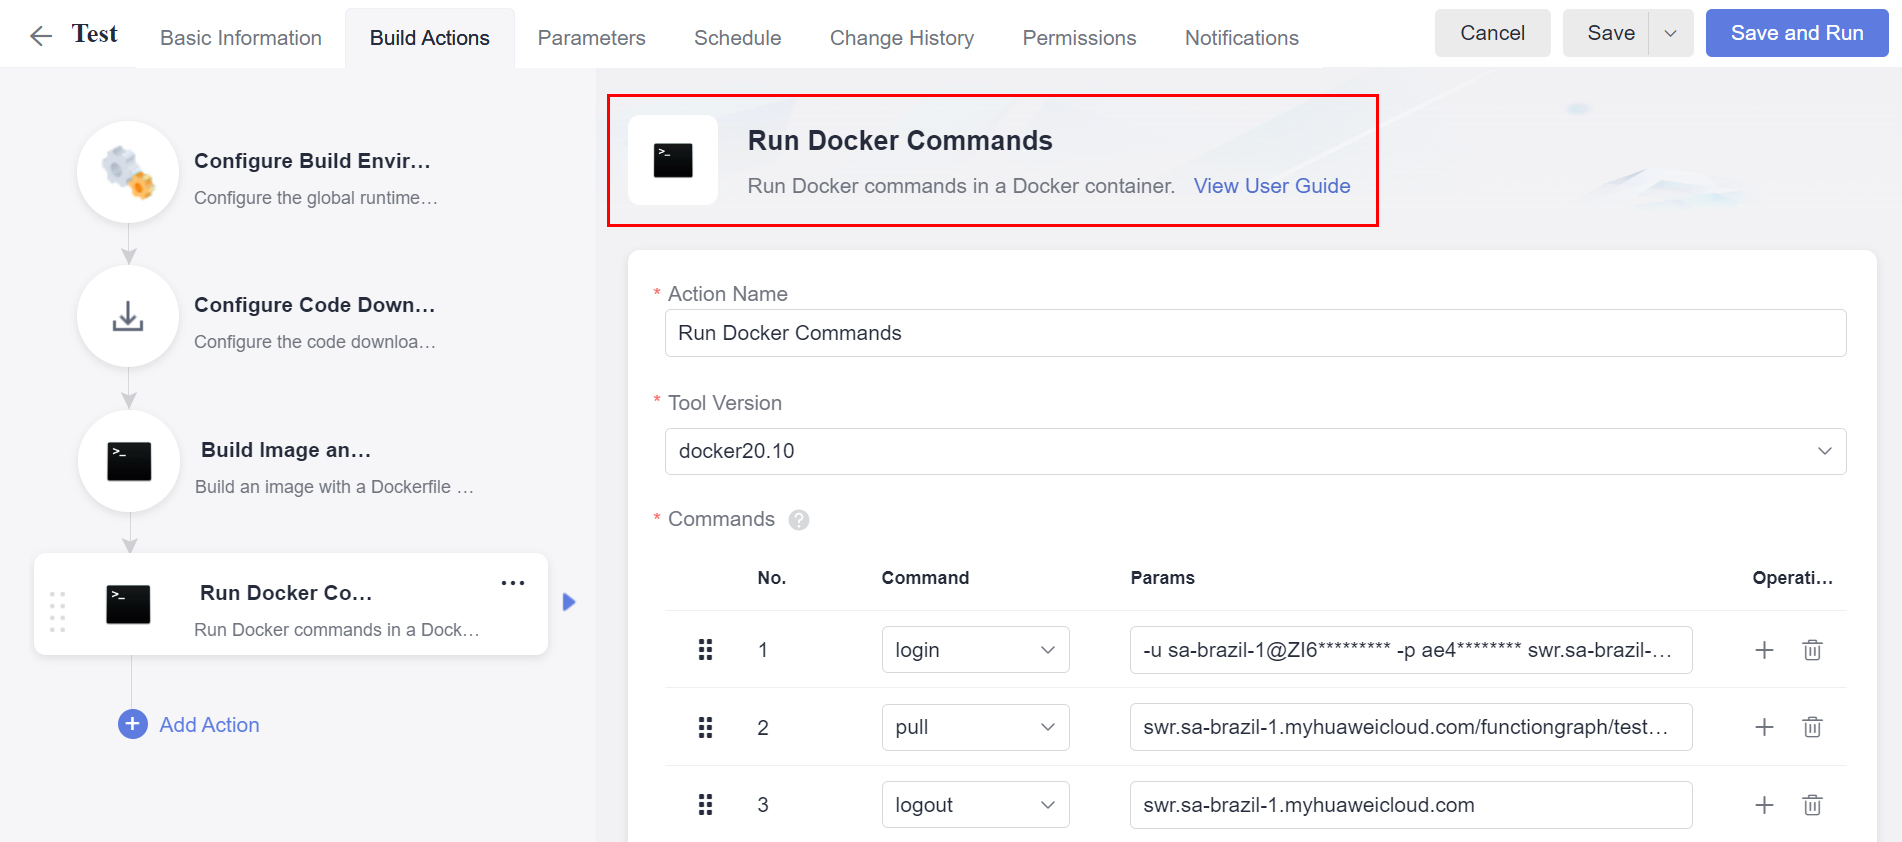 Test
Basic Information
Build Actions
Parameters
Schedule
Change History
Permissions
Notifications
Cancel
Save
Save and Run
Configure Build Envir...
Configure the global runtime...
Configure Code Down...
Configure the code downloa...
Build Image an...
Build an image with a Dockerfile ...
Run Docker Co...
Run Docker commands in a Dock...
Add Action
Run Docker Commands
Run Docker commands in a Docker container. View User Guide
* Action Name
Run Docker Commands
* Tool Version
docker20.10
* Commands ?
No. Command Params Operati...
1 login -u sa-brazil-1@ZI6********* -p ae4******** swr.sa-brazil-...
2 pull swr.sa-brazil-1.myhuaweicloud.com/functiongraph/test...
3 logout swr.sa-brazil-1.myhuaweicloud.com